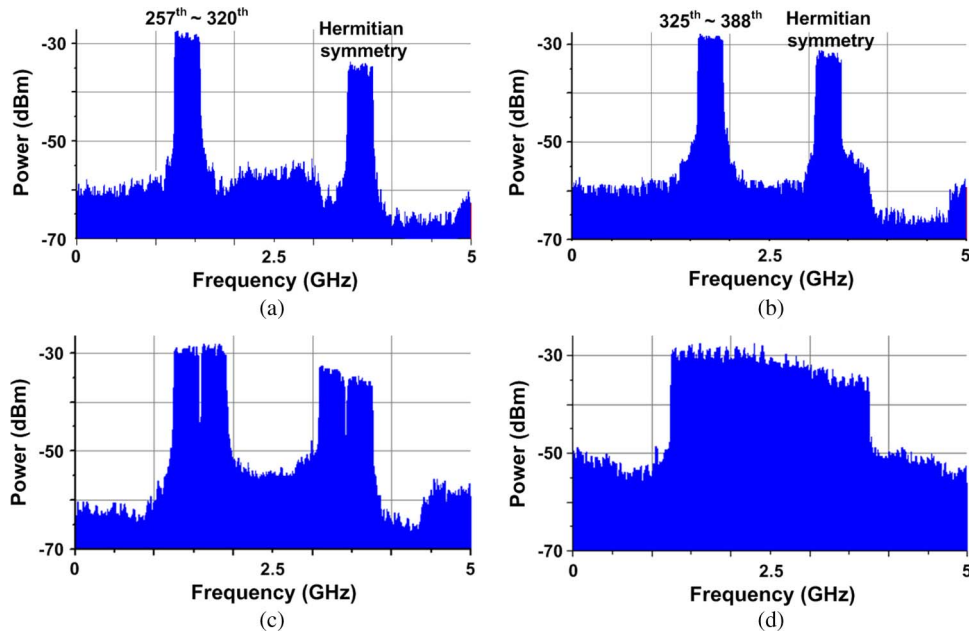 257th ~ 320th
Hermitian
symmetry
-30
-50
-70
Power (dBm)
0
2.5
5
Frequency (GHz)
(a)
325th ~ 388th
Hermitian
symmetry
-30
-50
-70
Power (dBm)
0
2.5
5
Frequency (GHz)
(b)
-30
-50
-70
Power (dBm)
0
2.5
5
Frequency (GHz)
(c)
-30
-50
-70
Power (dBm)
0
2.5
5
Frequency (GHz)
(d)